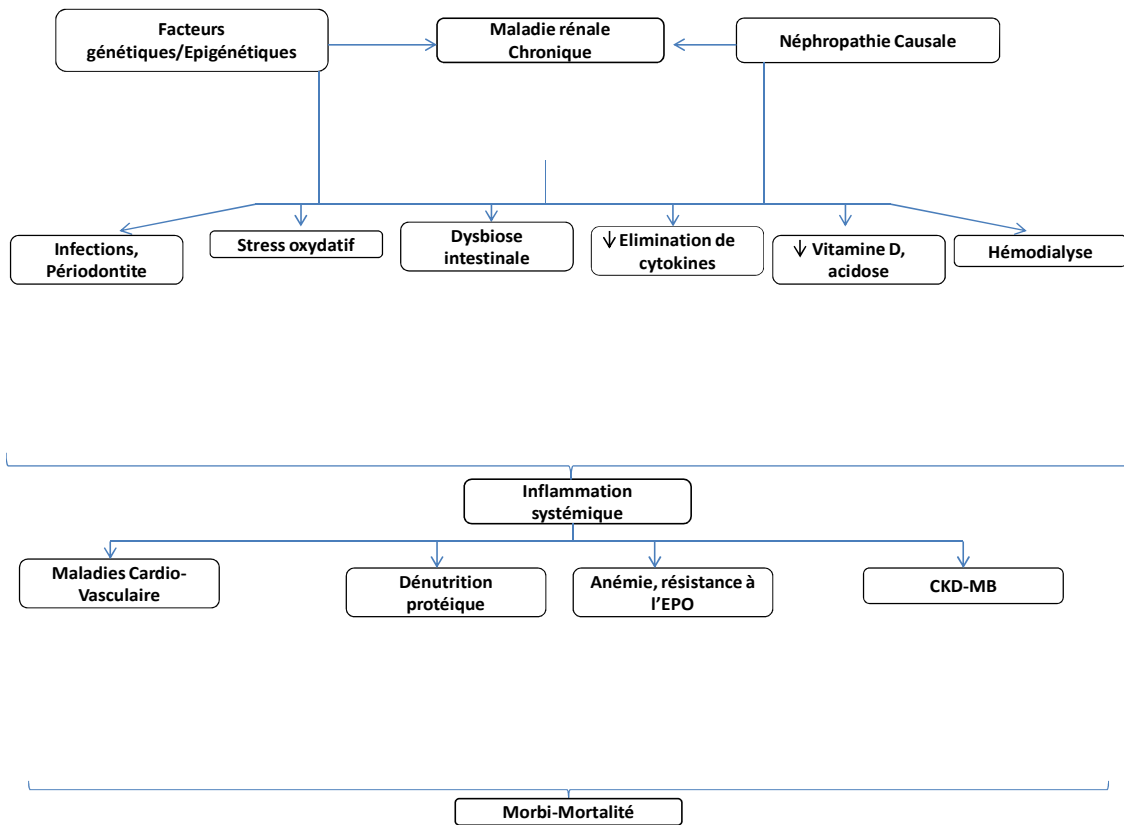 Facteurs
génétiques/Epigénétiques
Maladie rénale
Chronique
Néphropathie Causale
Infections,
Périodontite
Stress oxydatif
Dysbiose
intestinale
↓ Elimination de
cytokines
↓ Vitamine D,
acidose
Hémodialyse
Inflammation
systémique
Maladies Cardio-
Vasculaire
Dénutrition
protéique
Anémie, résistance à
l’EPO
CKD-MB
Morbi-Mortalité